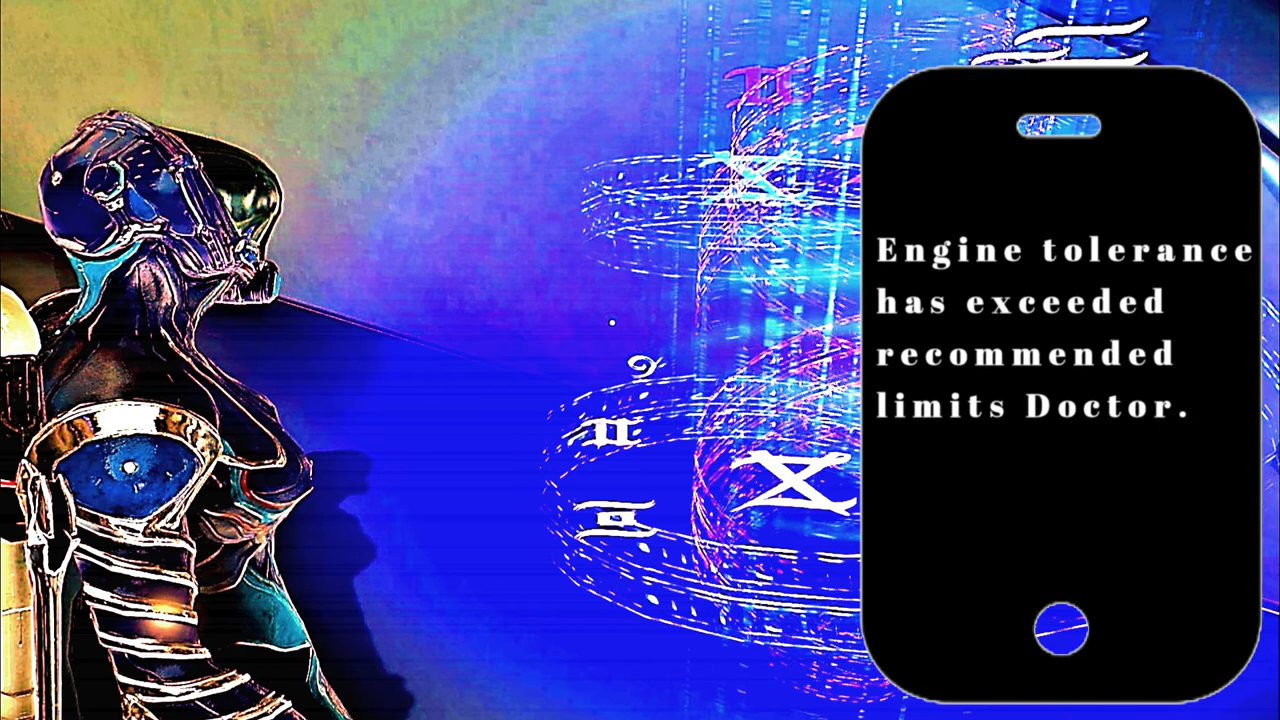 Engine tolerance
has exceeded
recommended
limits Doctor.